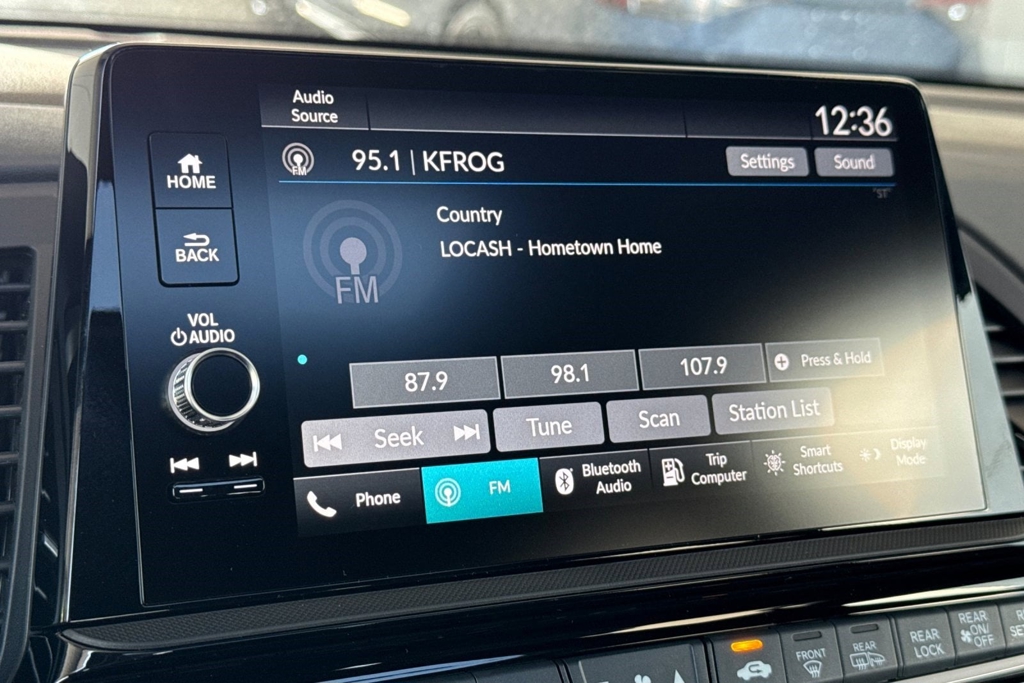 Audio
Source
12:36
FM 95.1 | KFROG
Settings
Sound
"ST"
HOME
BACK
Country
LOCASH - Hometown Home
FM
VOL
AUDIO
87.9
98.1
107.9
Press & Hold
Seek
Tune
Scan
Station List
Phone
FM
Bluetooth
Audio
Trip
Computer
Smart
Shortcuts
Display
Mode
FRONT
REAR
REAR
LOCK
REAR
ON/
OFF